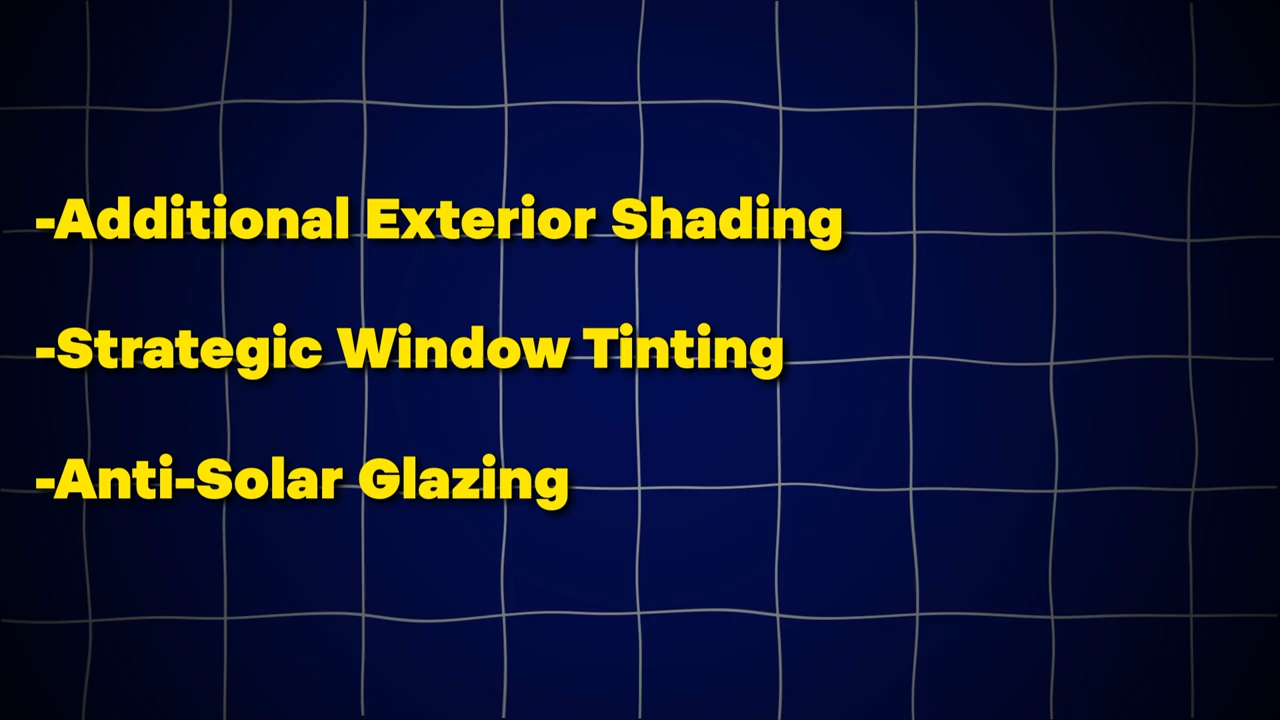 -Additional Exterior Shading
-Strategic Window Tinting
-Anti-Solar Glazing